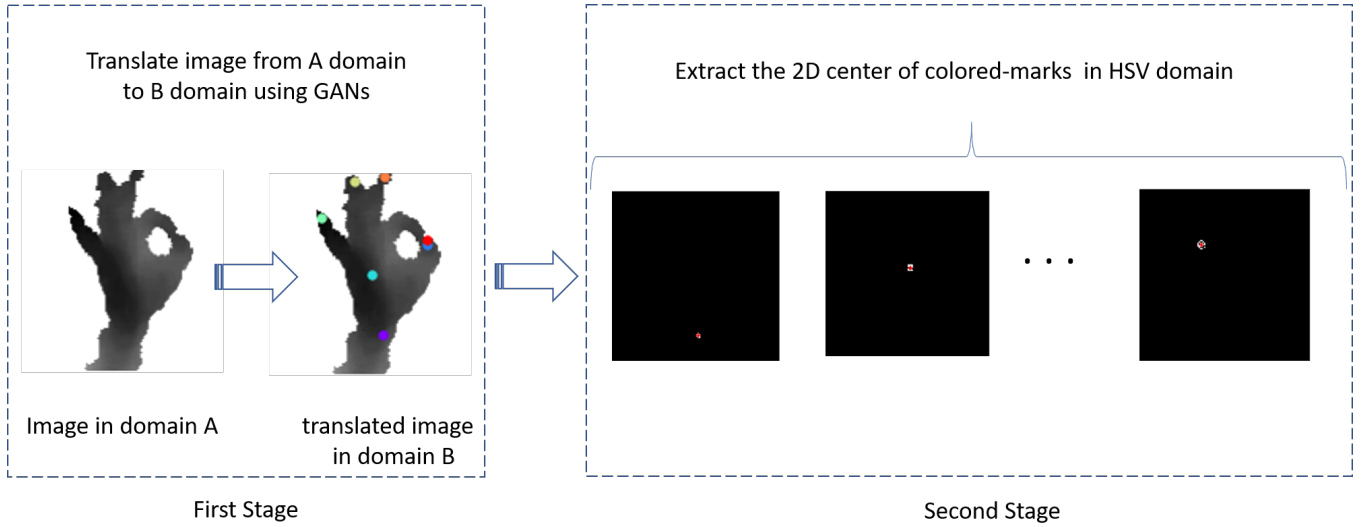 Translate image from A domain
to B domain using GANs
Image in domain A
translated image
in domain B
First Stage
Extract the 2D center of colored-marks in HSV domain
. . .
Second Stage